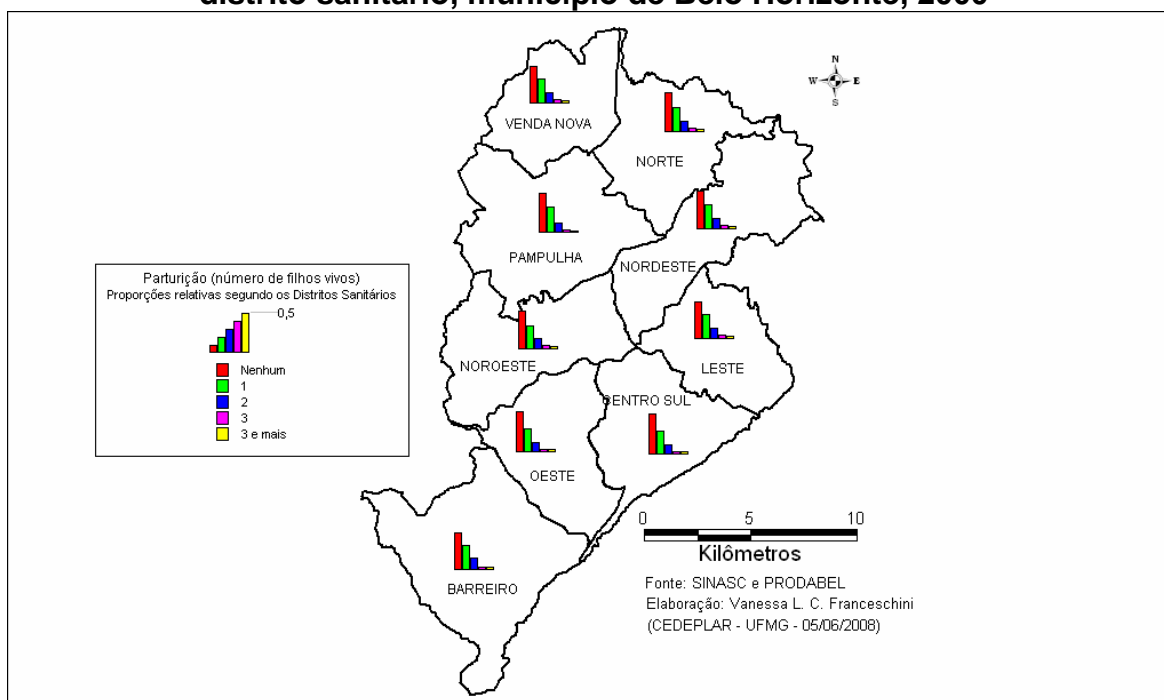 distrito sanitário, município de Belo Horizonte, 2006
N
W E
S
VENDA NOVA
NORTE
PAMPULHA
NORDESTE
Parturição (número de filhos vivos)
Proporções relativas segundo os Distritos Sanitários
0,5
Nenhum
1
2
3
3 e mais
NOROESTE
LESTE
CENTRO SUL
OESTE
BARREIRO
0 5 10
Kilômetros
Fonte: SINASC e PRODABEL
Elaboração: Vanessa L. C. Franceschini
(CEDEPLAR - UFMG - 05/06/2008)